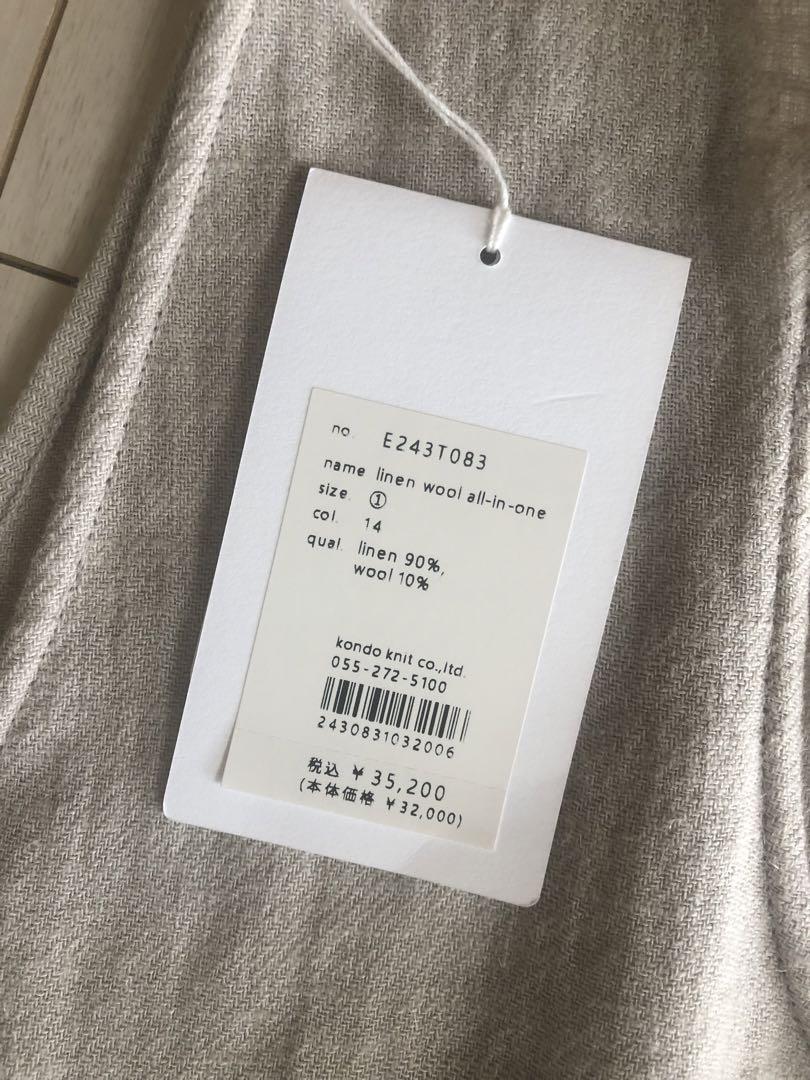 no. E243T083
name linen wool all-in-one
size. ①
col. 14
qual. linen 90%,
wool 10%
kondo knit co.,ltd.
055-272-5100
2430831032006
税込 ￥35,200
(本体価格 ￥32,000)